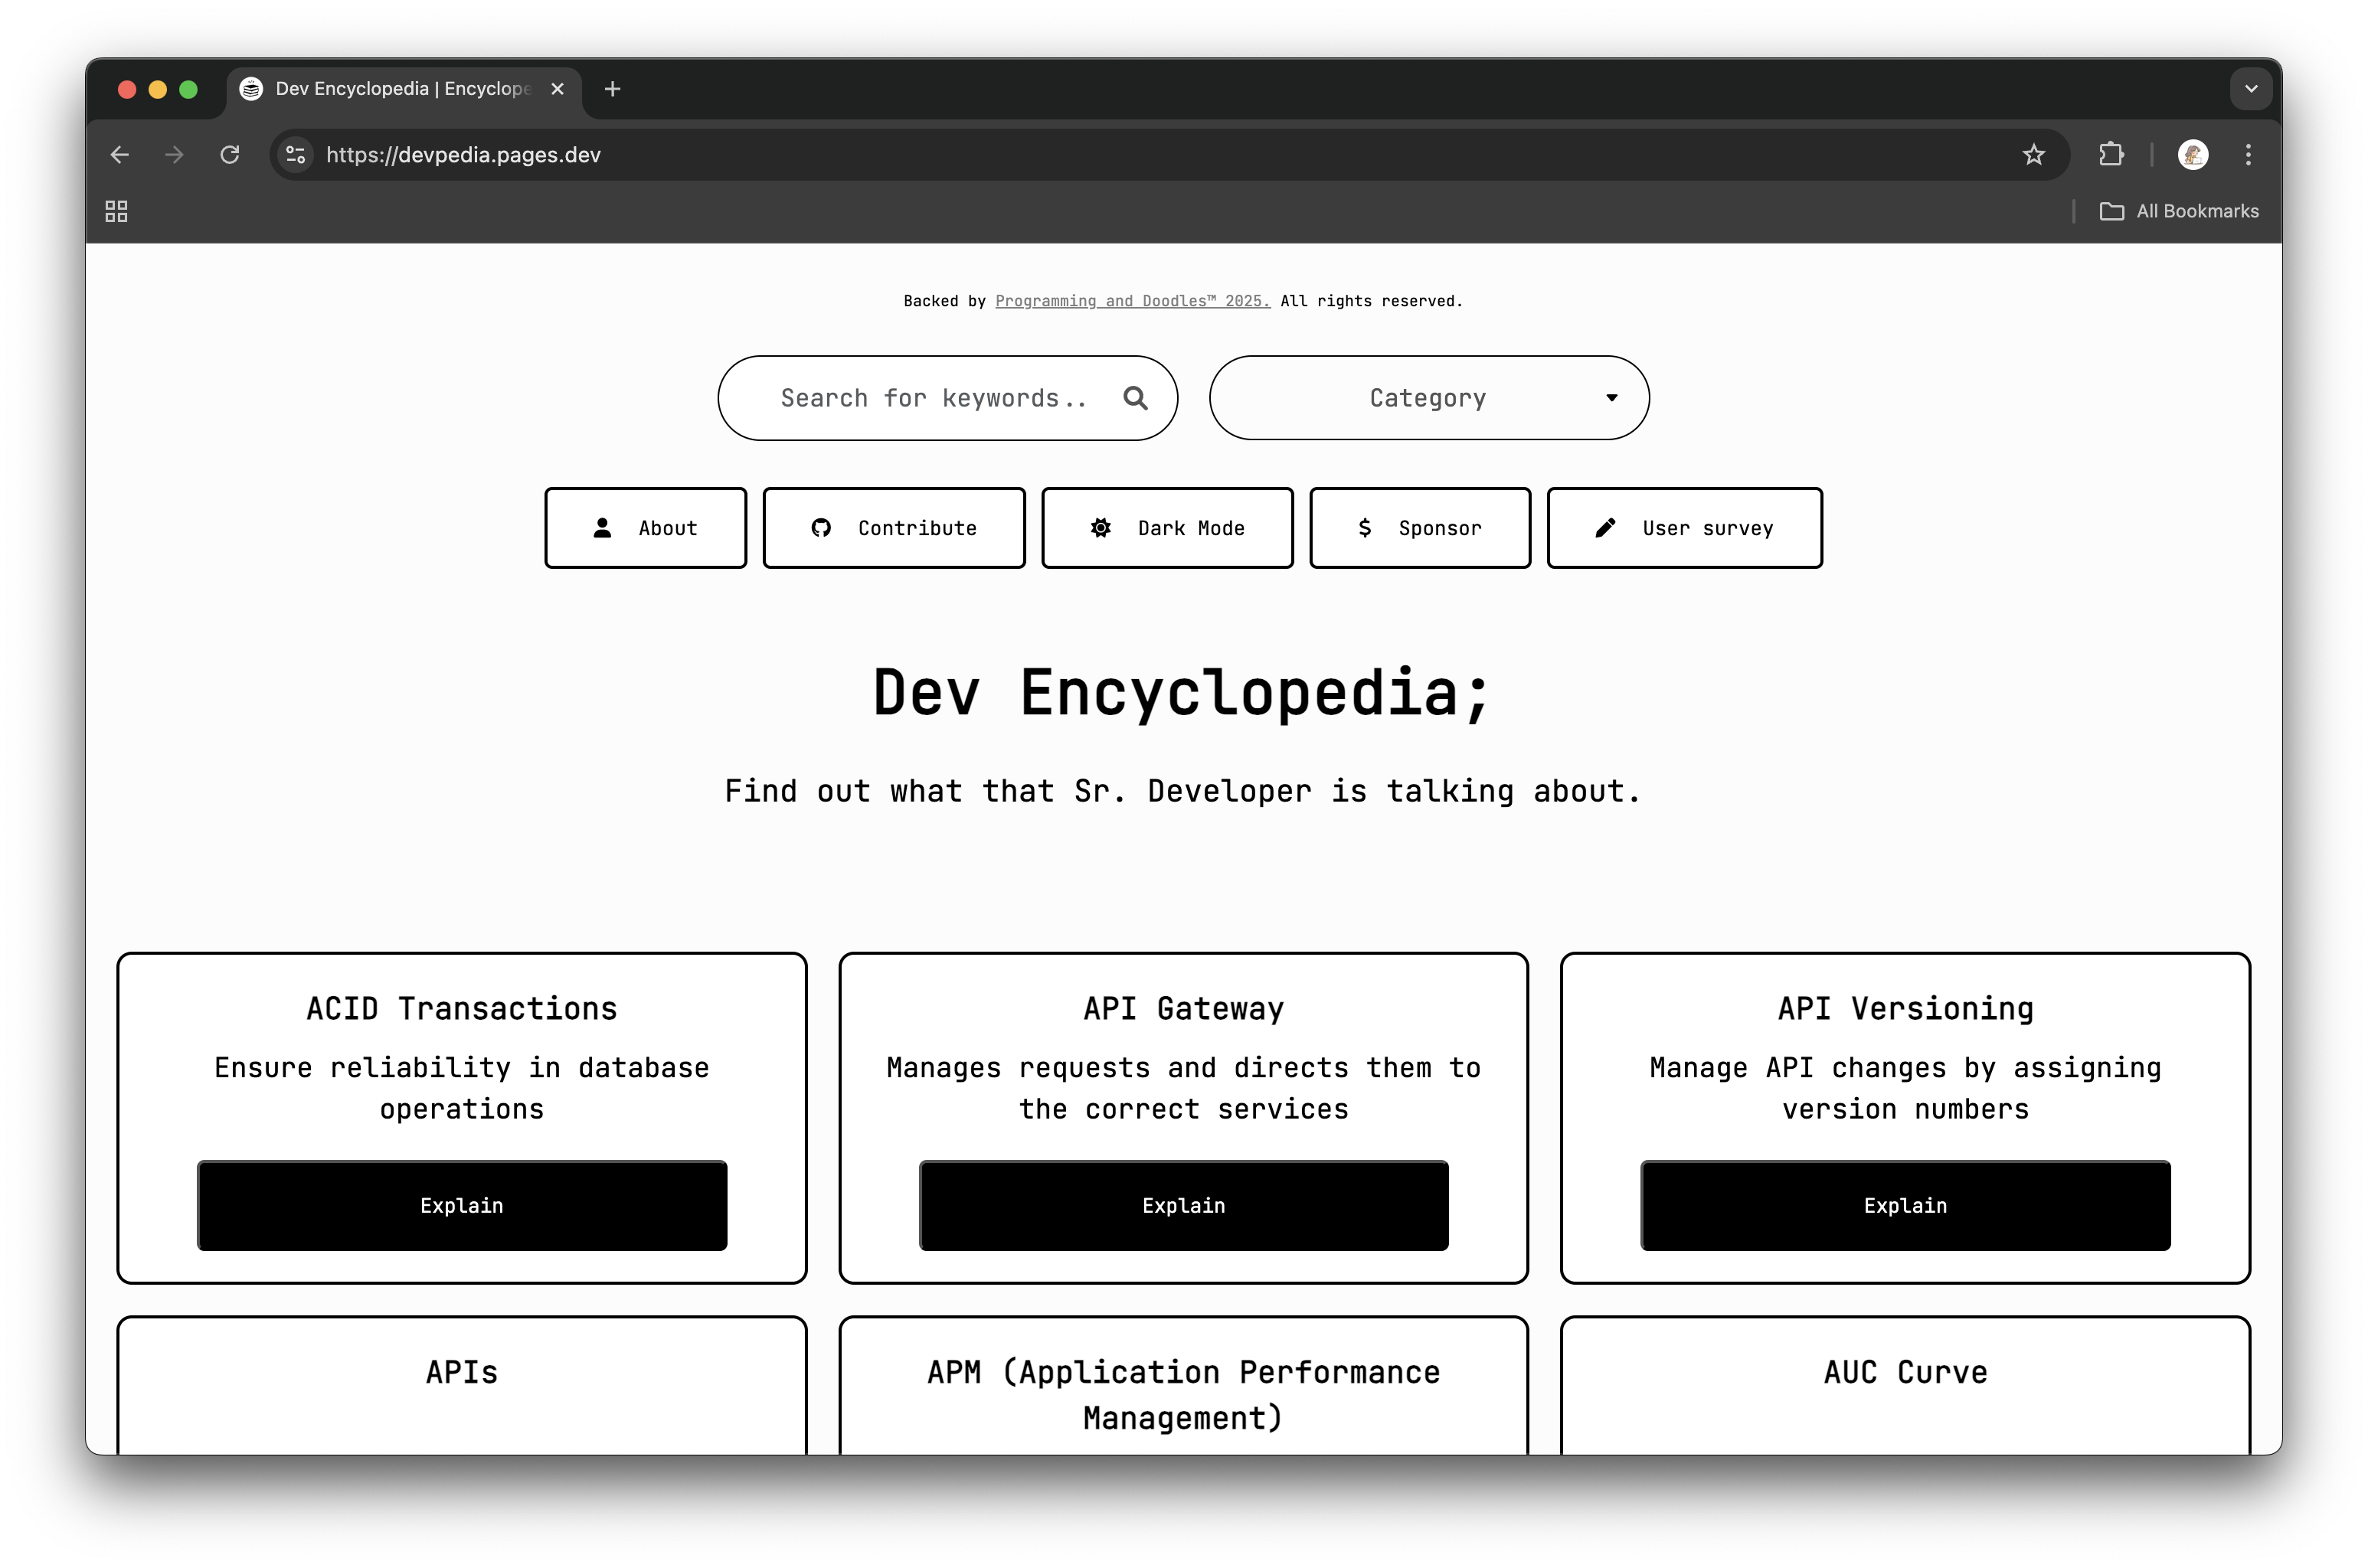 Dev Encyclopedia | Encyclope
https://devpedia.pages.dev
All Bookmarks
Backed by Programming and Doodles™ 2025. All rights reserved.
Search for keywords..
Category
About
Contribute
Dark Mode
Sponsor
User survey
Dev Encyclopedia;
Find out what that Sr. Developer is talking about.
ACID Transactions
Ensure reliability in database
operations
Explain
API Gateway
Manages requests and directs them to
the correct services
Explain
API Versioning
Manage API changes by assigning
version numbers
Explain
APIs
APM (Application Performance
Management)
AUC Curve